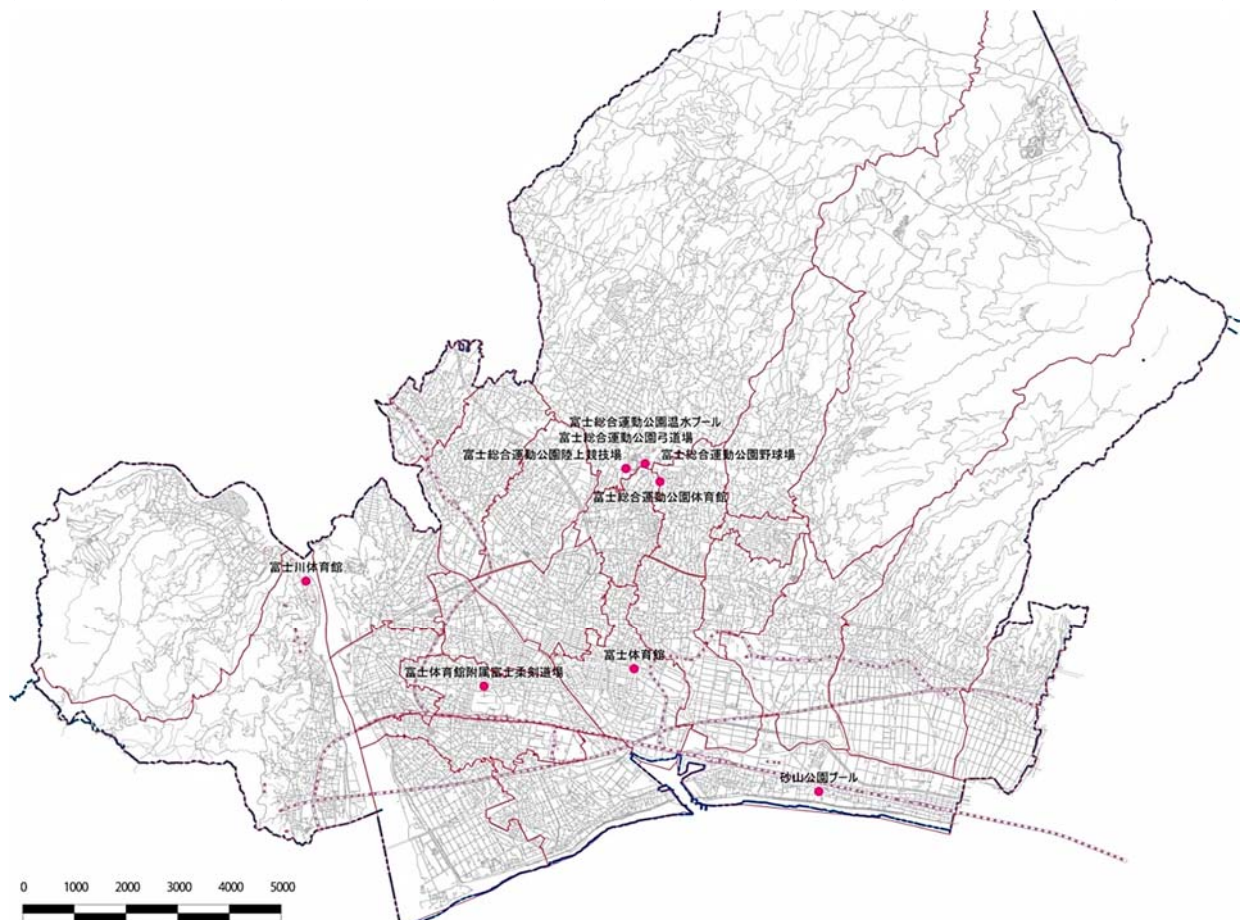 富士総合運動公園温水プール
富士総合運動公園弓道場
富士総合運動公園陸上競技場
富士総合運動公園野球場
富士総合運動公園体育館
富士川体育館
富士体育館
富士体育館附属富士柔剣道場
砂山公園プール
0 1000 2000 3000 4000 5000